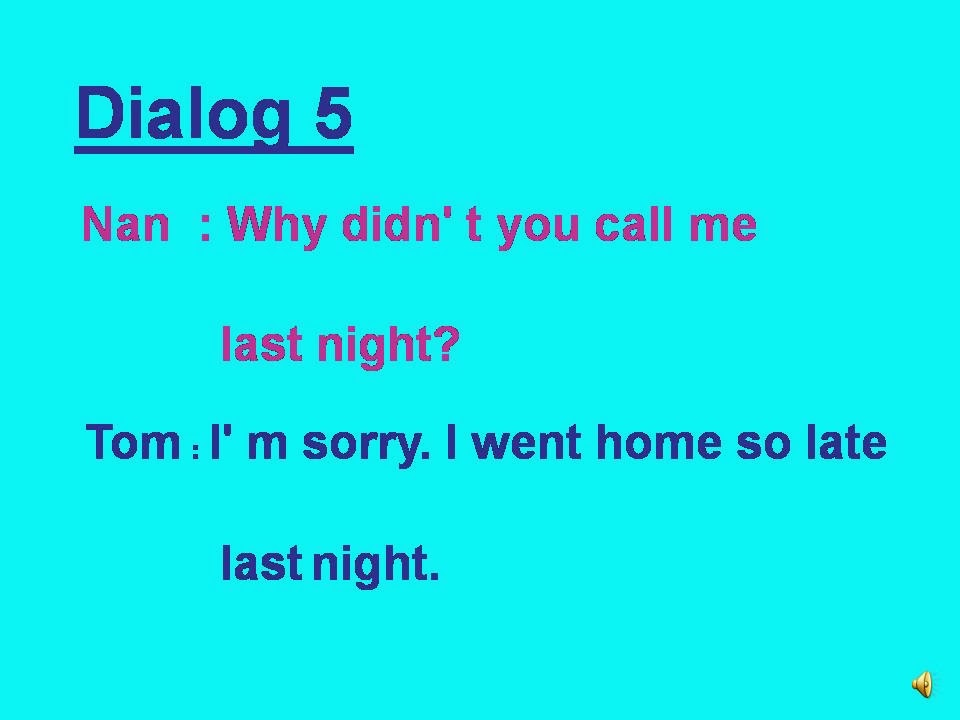 Dialog 5
Nan : Why didn' t you call me
last night?
Tom : I' m sorry. I went home so late
last night.